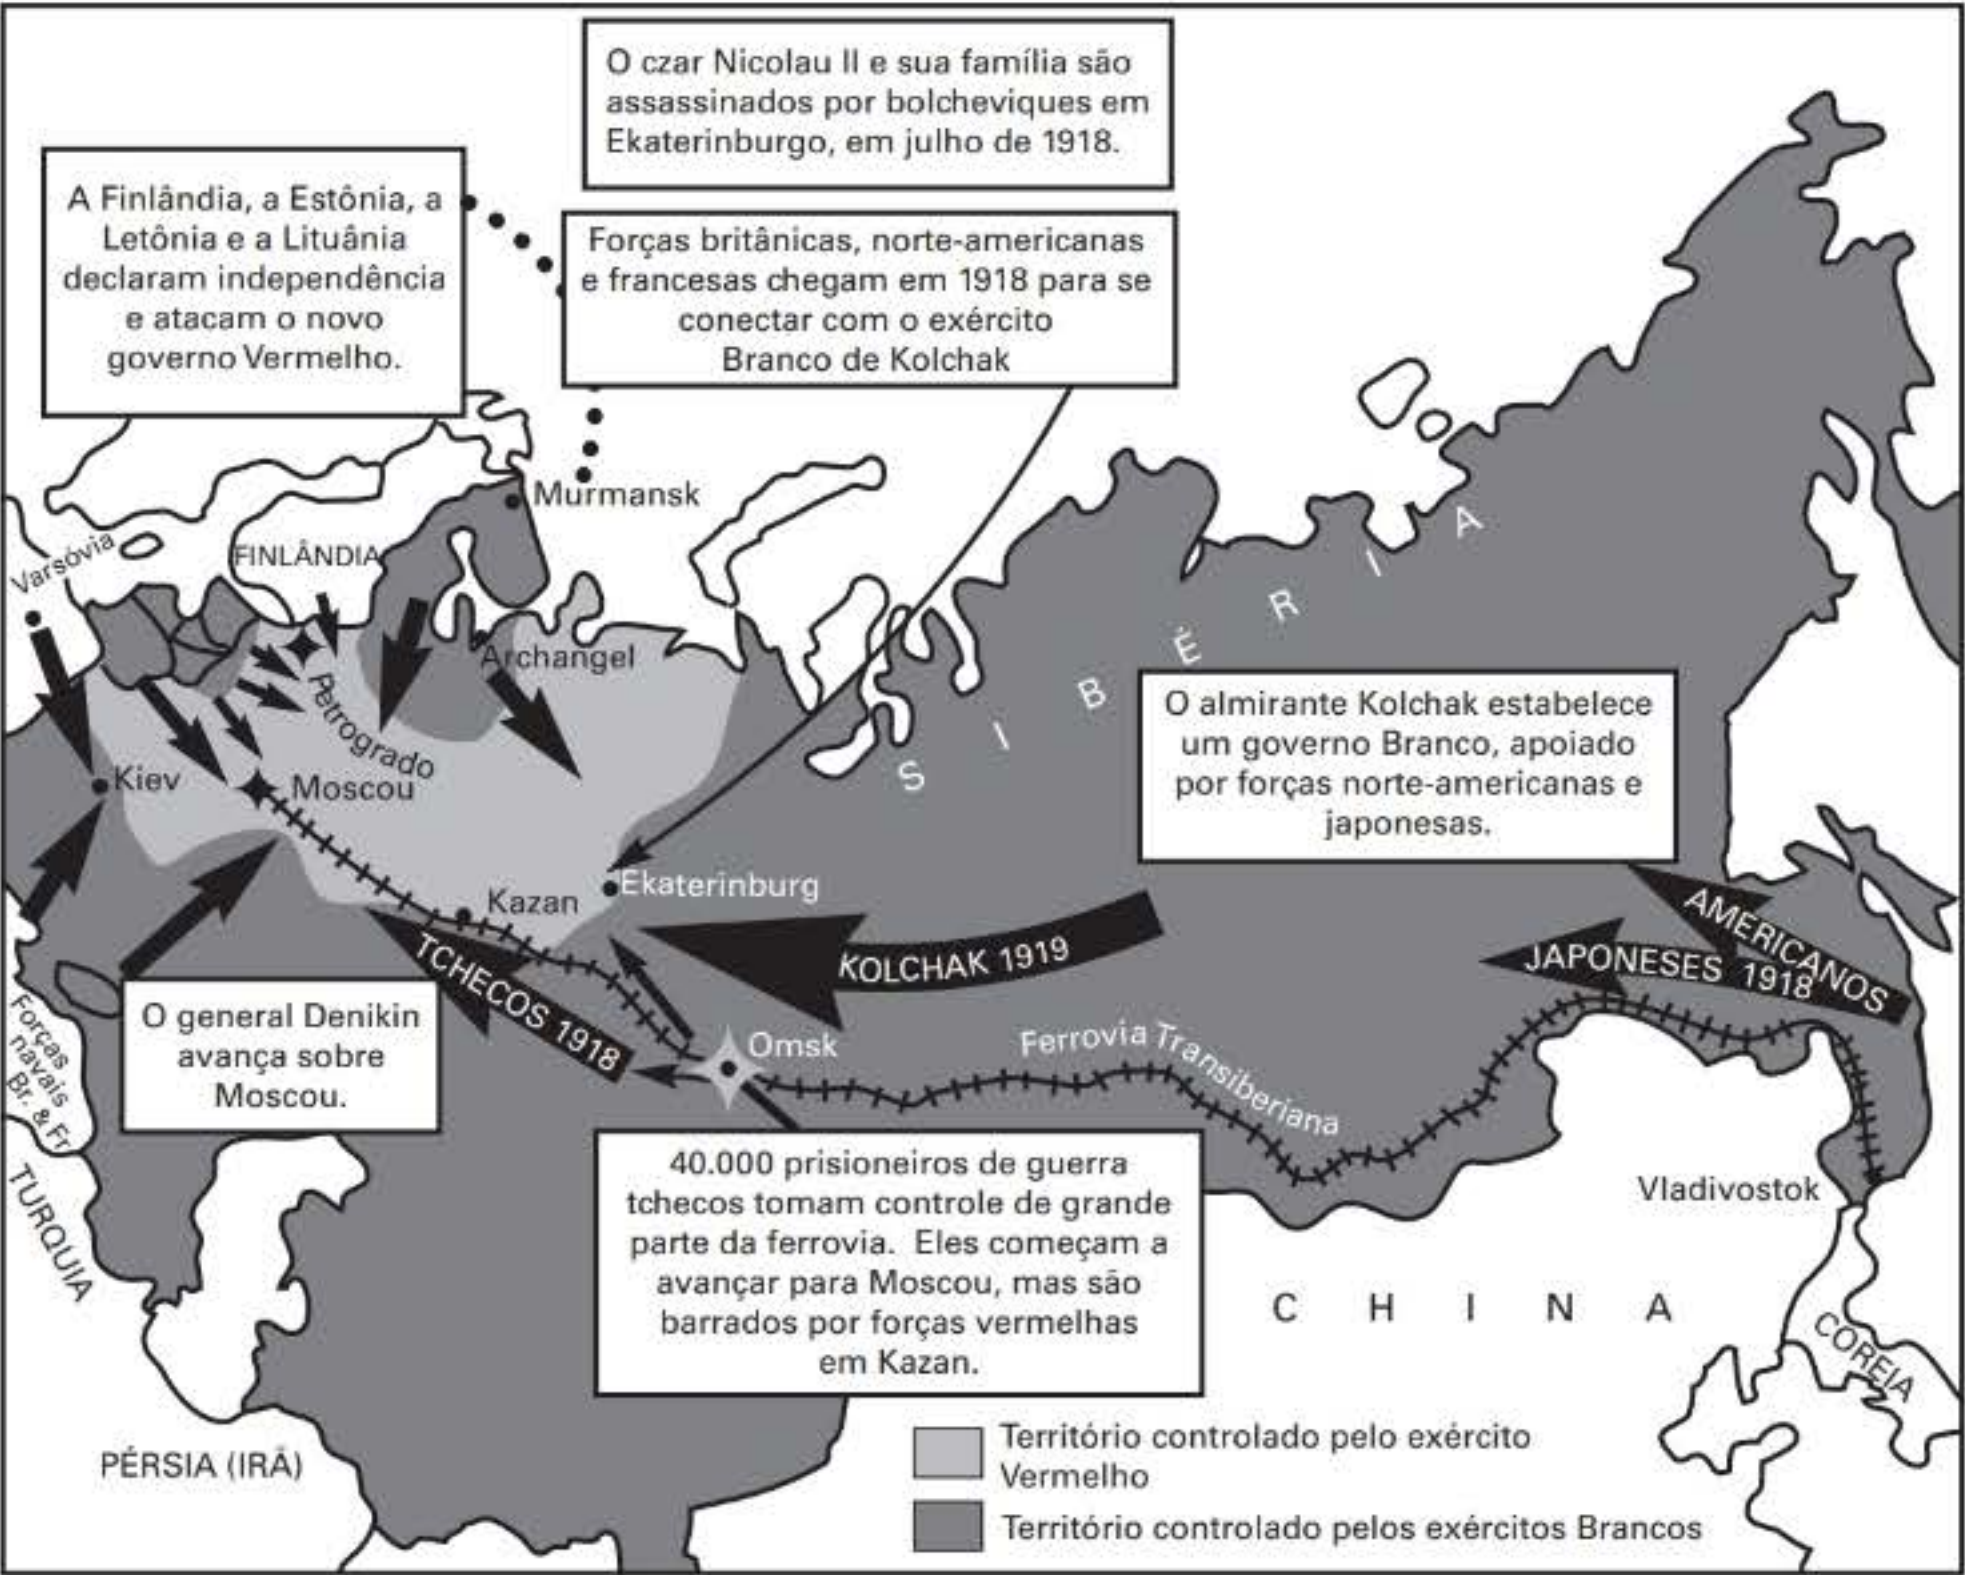 O czar Nicolau II e sua família são
assassinados por bolcheviques em
Ekaterinburgo, em julho de 1918.
A Finlândia, a Estônia, a
Letônia e a Lituânia
declaram independência
e atacam o novo
governo Vermelho.
Forças britânicas, norte-americanas
e francesas chegam em 1918 para se
conectar com o exército
Branco de Kolchak
Murmansk
Varsóvia
FINLÂNDIA
SIBÉRIA
Archangel
Petrogrado
O almirante Kolchak estabelece
um governo Branco, apoiado
por forças norte-americanas e
japonesas.
Kiev
Moscou
Ekaterinburg
Kazan
AMERICANOS
JAPONESES 1918
KOLCHAK 1919
TCHECOS 1918
Forças
navais
Br. & Fr.
O general Denikin
avança sobre
Moscou.
Omsk
Ferrovia Transiberiana
40.000 prisioneiros de guerra
tchecos tomam controle de grande
parte da ferrovia. Eles começam a
avançar para Moscou, mas são
barrados por forças vermelhas
em Kazan.
TURQUIA
Vladivostok
CHINA
COREIA
PÉRSIA (IRÃ)
Território controlado pelo exército
Vermelho
Território controlado pelos exércitos Brancos